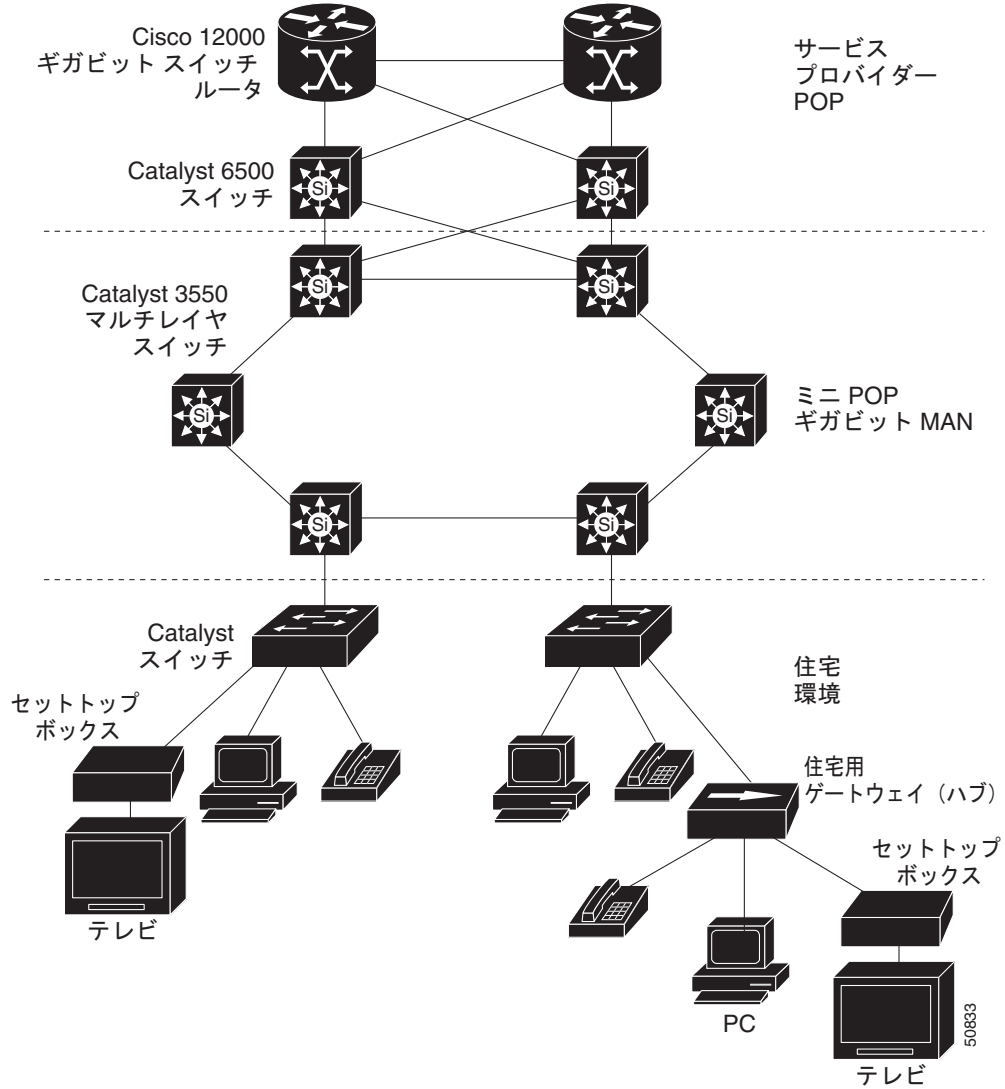 Cisco 12000
ギガビット スイッチ
ルータ
サービス
プロバイダー
POP
Catalyst 6500
スイッチ
Si
Si
Si
Si
Catalyst 3550
マルチレイヤ
スイッチ
Si
Si
ミニ POP
ギガビット MAN
Si
Si
Catalyst
スイッチ
住宅
環境
セットトップ
ボックス
住宅用
ゲートウェイ（ハブ）
セットトップ
ボックス
テレビ
PC
50833
テレビ